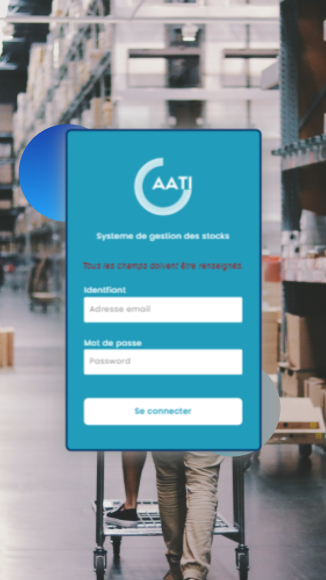 AATI
Systeme de gestion des stocks
Tous les champs doivent être renseignés.
Identifiant
Adresse email
Mot de passe
Password
Se connecter